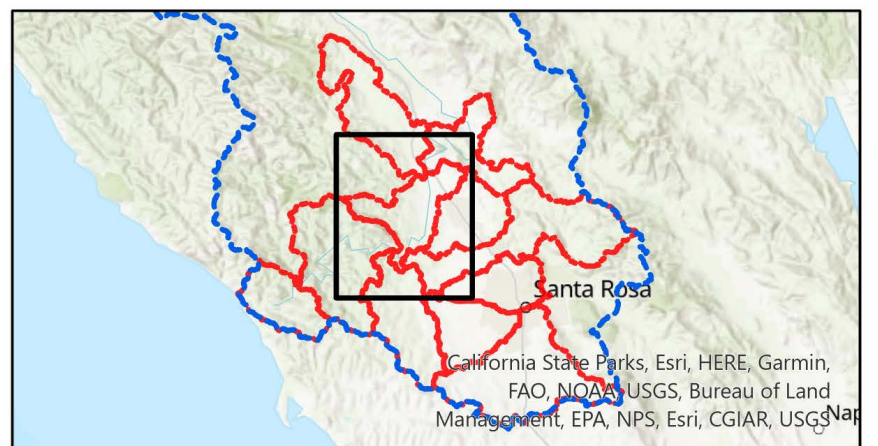 Santa Rosa
California State Parks, Esri, HERE, Garmin,
FAO, NOAA, USGS, Bureau of Land
Management, EPA, NPS, Esri, CGIAR, USGS
Nap